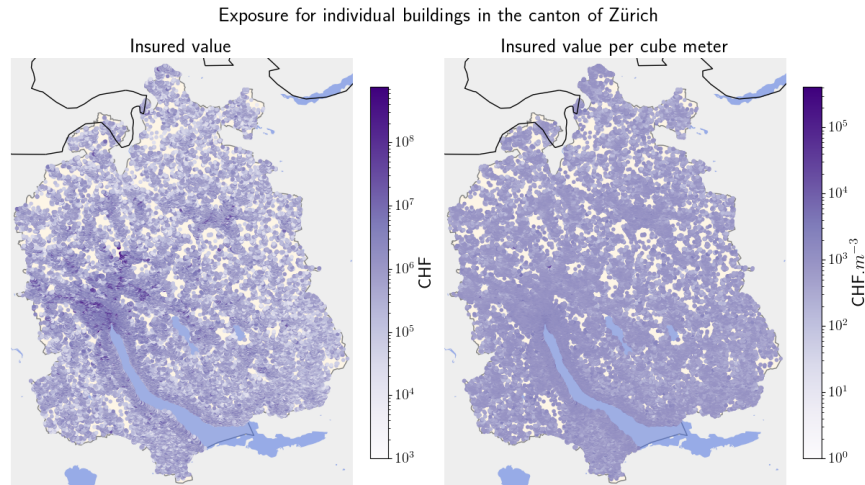 Exposure for individual buildings in the canton of Zürich
Insured value
Insured value per cube meter
10^8
10^7
10^6
10^5
10^4
10^3
CHF
10^5
10^4
10^3
10^2
10^1
10^0
CHF.m^{-3}